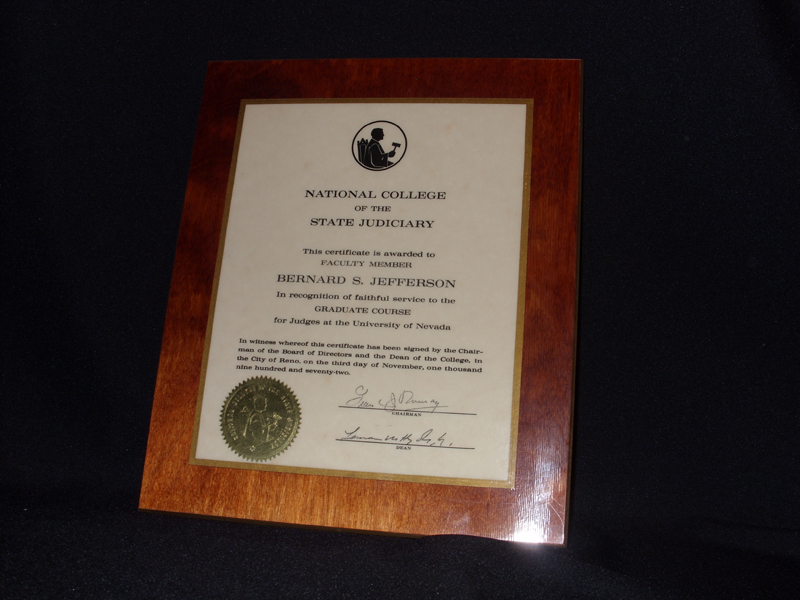 NATIONAL COLLEGE
OF THE
STATE JUDICIARY
This certificate is awarded to
FACULTY MEMBER
BERNARD S. JEFFERSON
In recognition of faithful service to the
GRADUATE COURSE
for Judges at the University of Nevada
In witness whereof this certificate has been signed by the Chair-
man of the Board of Directors and the Dean of the College, in
the City of Reno, on the third day of November, one thousand
nine hundred and seventy-two.
CHAIRMAN
DEAN